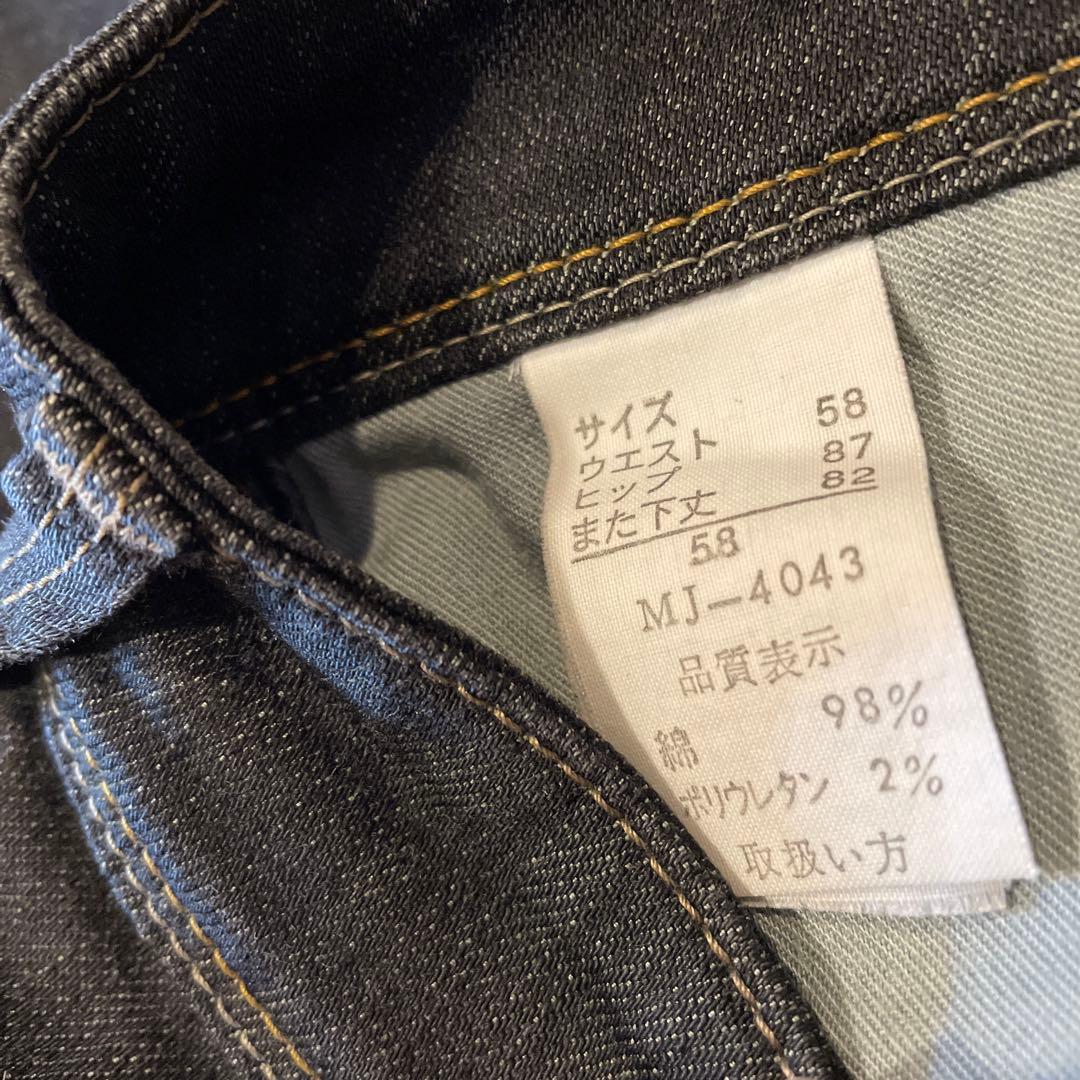 サイズ 58
ウエスト 87
ヒップ 82
また下丈
58
MJ-4043
品質表示
綿 98%
ポリウレタン 2%
取扱い方